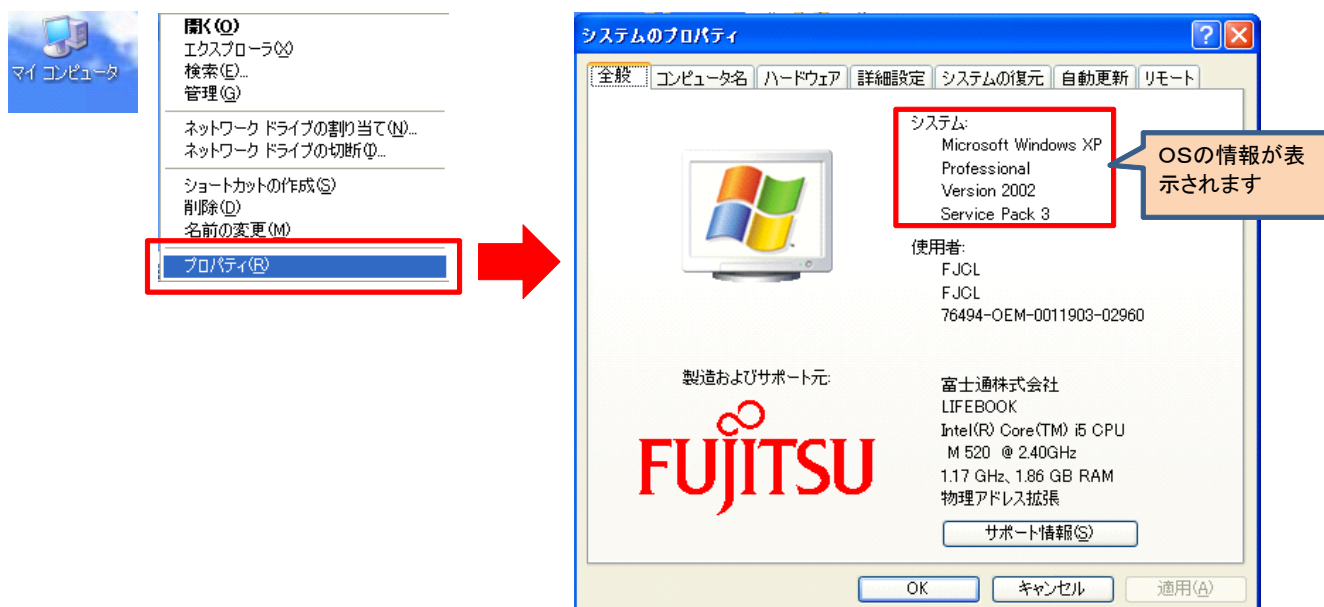 マイ コンピュータ
開く(O)
エクスプローラ(X)
検索(E)...
管理(G)
ネットワーク ドライブの割り当て(N)...
ネットワーク ドライブの切断(I)...
ショートカットの作成(S)
削除(D)
名前の変更(M)
プロパティ(R)
システムのプロパティ
全般 コンピュータ名 ハードウェア 詳細設定 システムの復元 自動更新 リモート
システム:
Microsoft Windows XP
Professional
Version 2002
Service Pack 3
OSの情報が表
示されます
使用者:
FJCL
FJCL
76494-OEM-0011903-02960
製造およびサポート元:
FUJITSU
富士通株式会社
LIFEBOOK
Intel(R) Core(TM) i5 CPU
M 520 @ 2.40GHz
1.17 GHz、1.86 GB RAM
物理アドレス拡張
サポート情報(S)
OK キャンセル 適用(A)